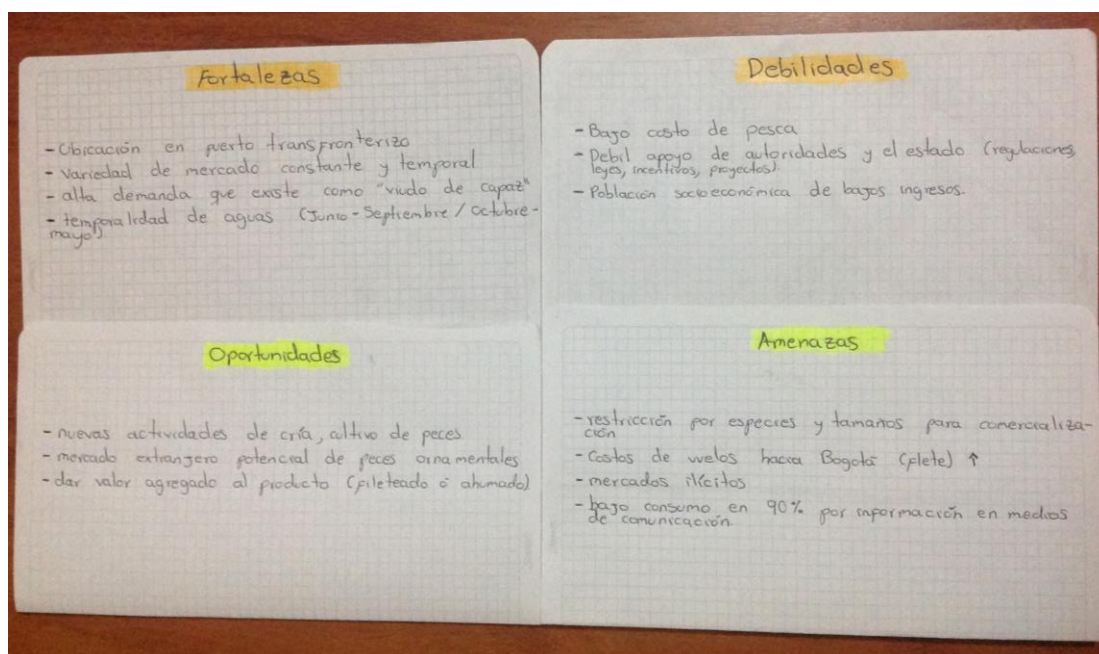 Fortalezas
- Ubicación en puerto transfronterizo
- variedad de mercado constante y temporal
- alta demanda que existe como "viudo de capaz"
- temporalidad de aguas (Junio - Septiembre / octubre -
mayo)
Debilidades
- Bajo costo de pesca
- Debil apoyo de autoridades y el estado (regulaciones,
leyes, incentivos, proyectos)
- Población socioeconómica de bajos ingresos.
Oportunidades
- nuevas actividades de cría, cultivo de peces
- mercado extranjero potencial de peces ornamentales
- dar valor agregado al producto (fileteado ó ahumado)
Amenazas
- restricción por especies y tamaños para comercializa-
ción
- Costos de vuelos hacia Bogotá (flete) ↑
- mercados ilícitos
- bajo consumo en 90% por información en medios
de comunicación.